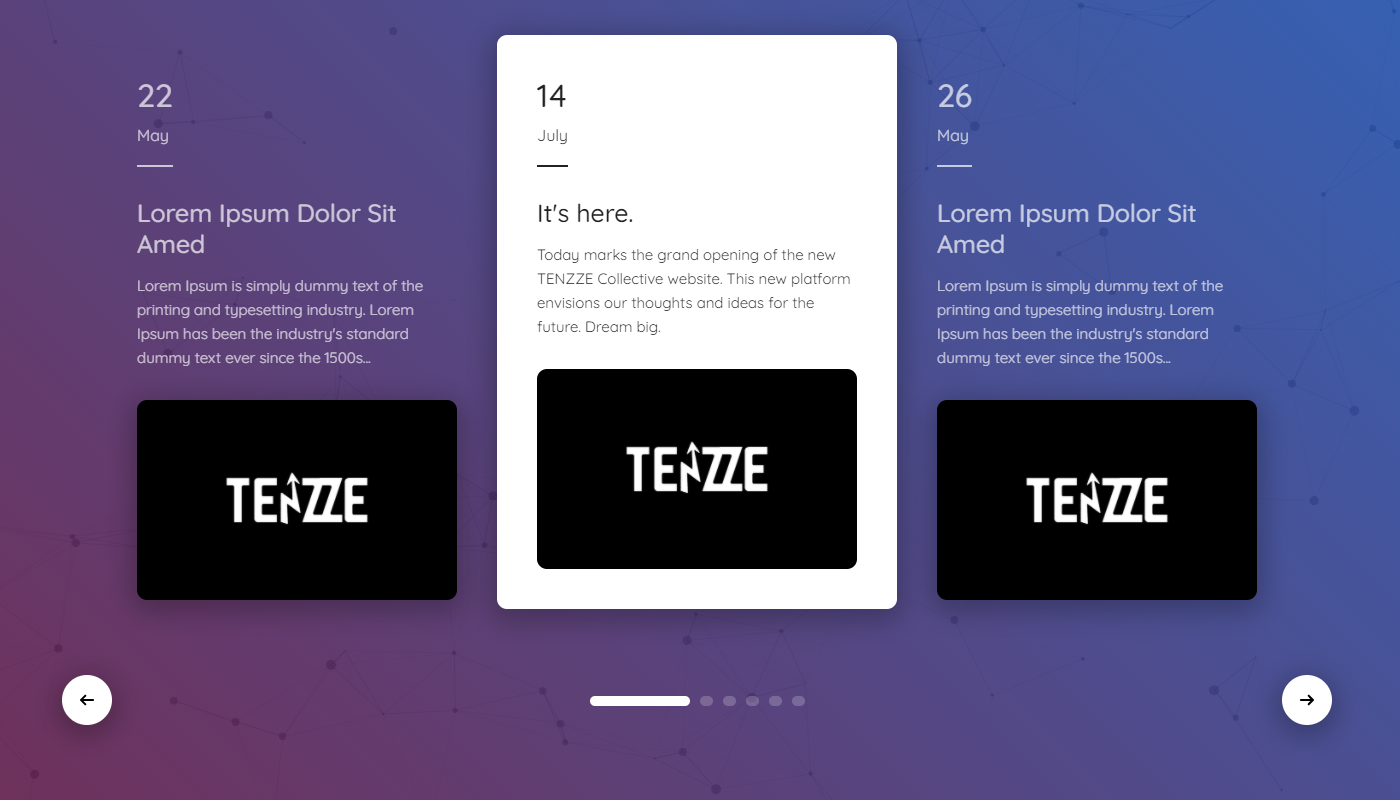 22
May
Lorem Ipsum Dolor Sit
Amed
Lorem Ipsum is simply dummy text of the
printing and typesetting industry. Lorem
Ipsum has been the industry's standard
dummy text ever since the 1500s...
TENZZE
14
July
It's here.
Today marks the grand opening of the new
TENZZE Collective website. This new platform
envisions our thoughts and ideas for the
future. Dream big.
TENZZE
26
May
Lorem Ipsum Dolor Sit
Amed
Lorem Ipsum is simply dummy text of the
printing and typesetting industry. Lorem
Ipsum has been the industry's standard
dummy text ever since the 1500s...
TENZZE